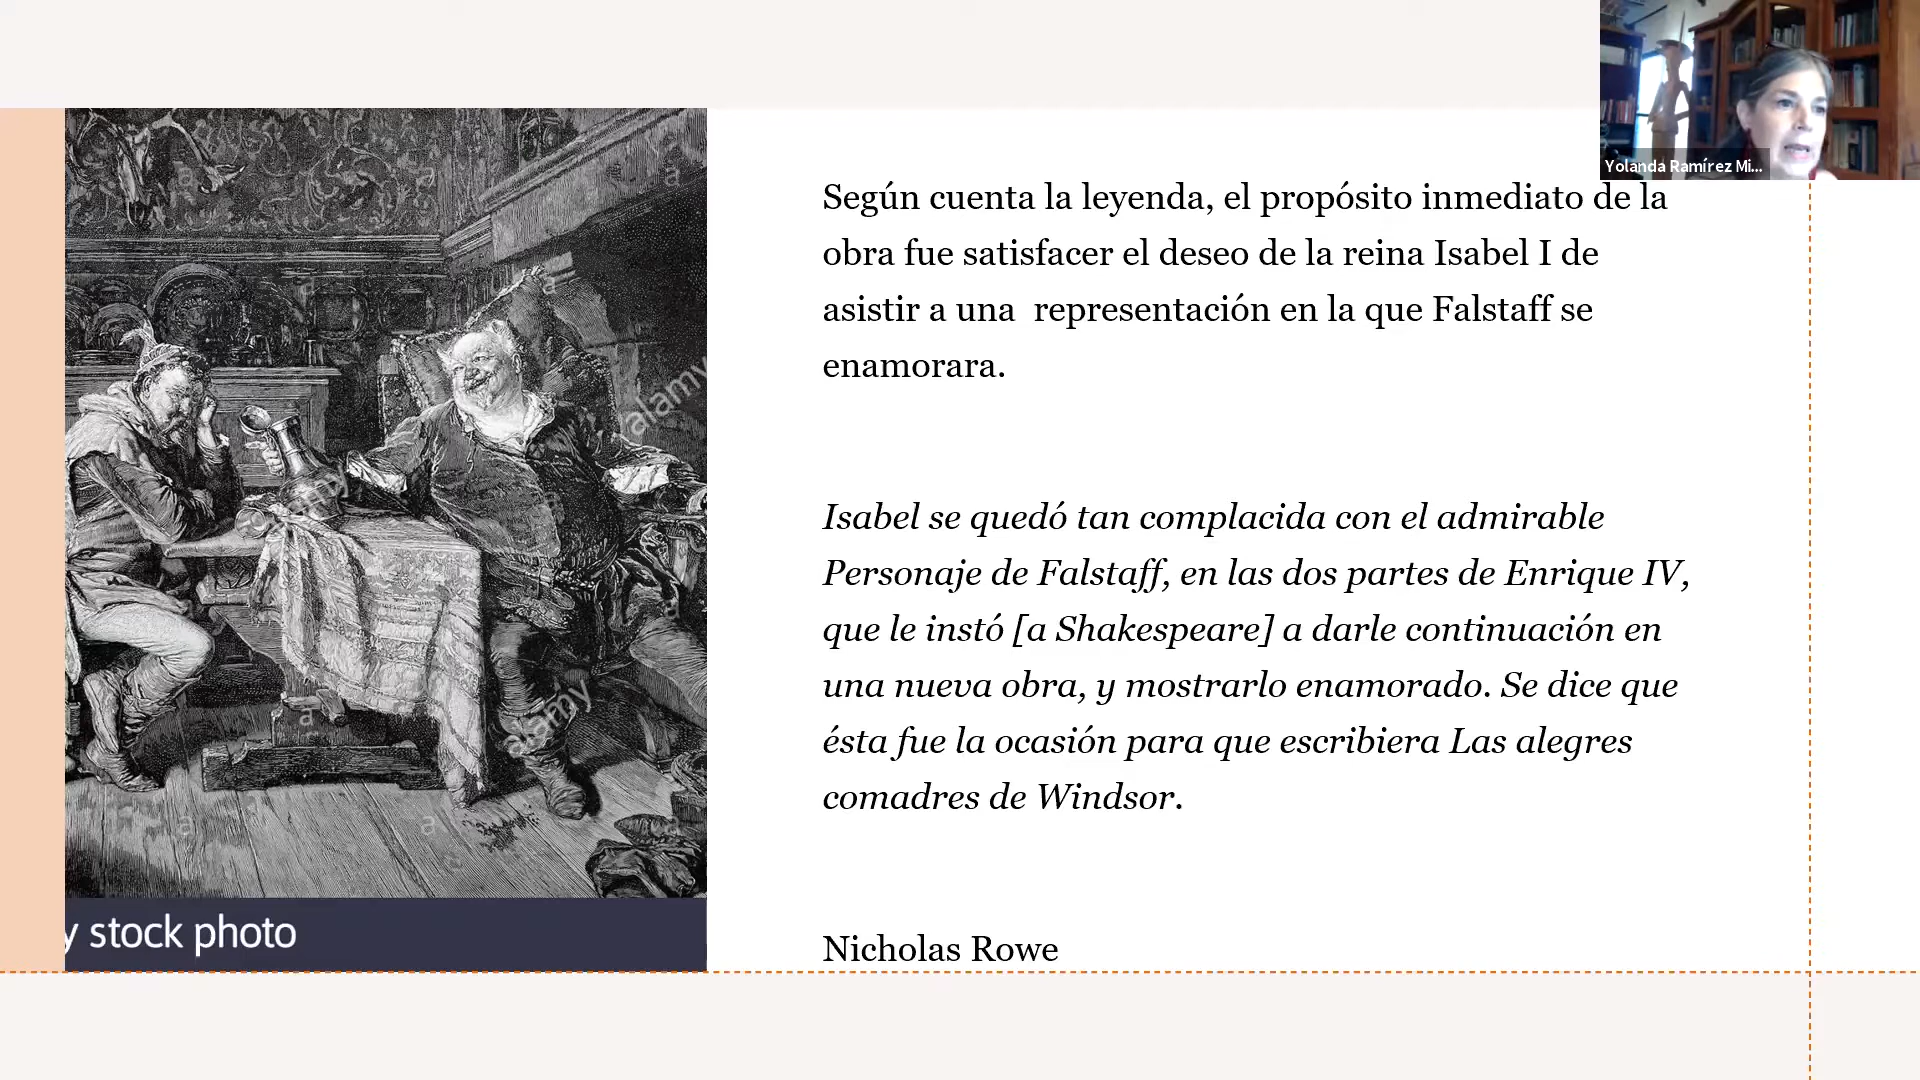 Yolanda Ramírez Mi...
Según cuenta la leyenda, el propósito inmediato de la
obra fue satisfacer el deseo de la reina Isabel I de
asistir a una  representación en la que Falstaff se
enamorara.
Isabel se quedó tan complacida con el admirable
Personaje de Falstaff, en las dos partes de Enrique IV,
que le instó [a Shakespeare] a darle continuación en
una nueva obra, y mostrarlo enamorado. Se dice que
ésta fue la ocasión para que escribiera Las alegres
comadres de Windsor.
Nicholas Rowe
alamy
alamy
alamy
y stock photo